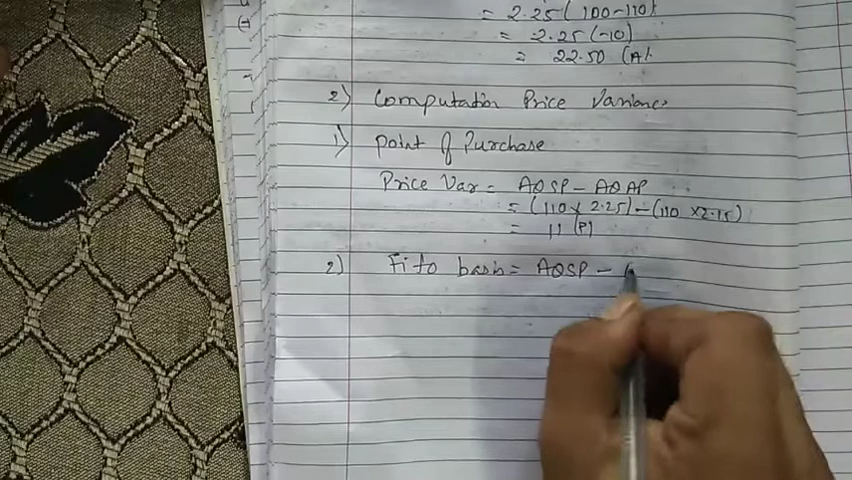 = 2.25 ( 100-110).
= 2.25 (-10)
= 22.50 (A).
2) Computation Price Variance
1) Point of Purchase
Price Var = AQSP - AQAP
= (110 x 2.25) - (110 x 2.15)
= 11 (P)
2) Fifo bash = AQSP -